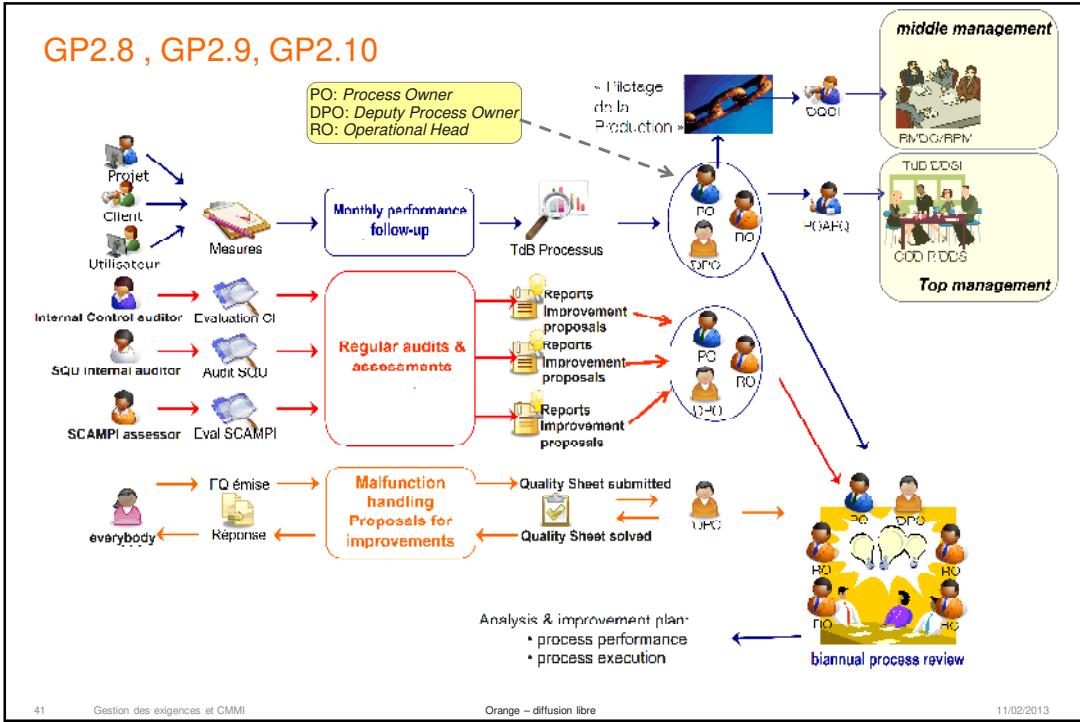 GP2.8 , GP2.9, GP2.10
PO: Process Owner
DPO: Deputy Process Owner
RO: Operational Head
« Pilotage
de la
Production »
middle management
Projet
Client
Utilisateur
Mesures
Monthly performance
follow-up
TdB Processus
PO
RO
DPO
Top management
Internal Control auditor
Evaluation CI
SQU Internal auditor
Audit SQU
SCAMPI assessor
Eval SCAMPI
Regular audits &
assessments
Reports
Improvement
proposals
Reports
Improvement
proposals
Reports
Improvement
proposals
PO
RO
DPO
everybody
FQ émise
Réponse
Malfunction
handling
Proposals for
improvements
Quality Sheet submitted
Quality Sheet solved
DPO
PO
DPO
RO
RO
RO
RO
biannual process review
Analysis & improvement plan:
• process performance
• process execution
41
Gestion des exigences et CMMI
Orange – diffusion libre
11/02/2013